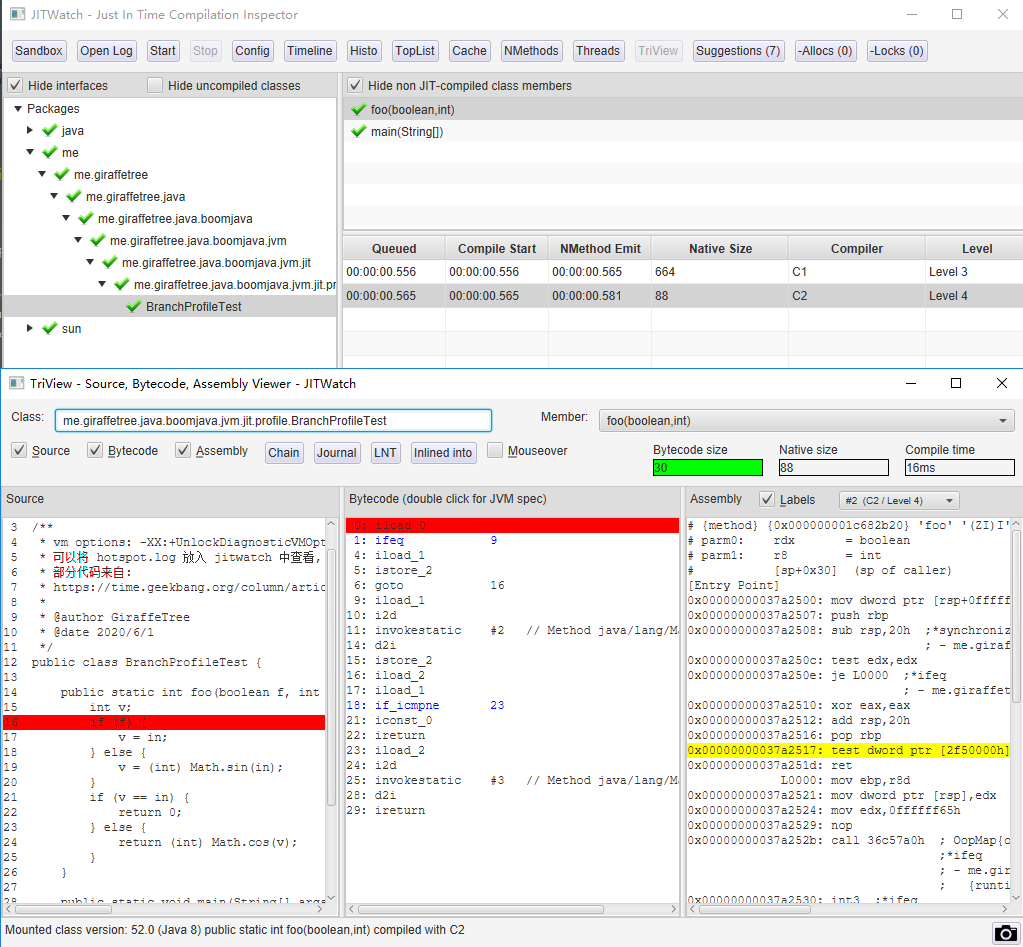 JITWatch - Just In Time Compilation Inspector
Sandbox Open Log Start Stop Config Timeline Histo TopList Cache NMethods Threads TriView Suggestions (7) -Allocs (0) -Locks (0)
Hide interfaces Hide uncompiled classes
Packages
java
me
me.giraffetree
me.giraffetree.java
me.giraffetree.java.boomjava
me.giraffetree.java.boomjava.jvm
me.giraffetree.java.boomjava.jvm.jit
me.giraffetree.java.boomjava.jvm.jit.pr
BranchProfileTest
sun
Hide non JIT-compiled class members
foo(boolean,int)
main(String[])
Queued Compile Start NMethod Emit Native Size Compiler Level
00:00:00.556 00:00:00.556 00:00:00.565 664 C1 Level 3
00:00:00.565 00:00:00.565 00:00:00.581 88 C2 Level 4
TriView - Source, Bytecode, Assembly Viewer - JITWatch
Class: me.giraffetree.java.boomjava.jvm.jit.profile.BranchProfileTest Member: foo(boolean,int)
Source Bytecode Assembly Chain Journal LNT Inlined into Mouseover
Bytecode size Native size Compile time
30 88 16ms
Source
3 /**
4 * vm options: -XX:+UnlockDiagnosticVMOpt
5 * 可以将 hotspot.log 放入 jitwatch 中查看,
6 * 部分代码来自:
7 * https://time.geekbang.org/column/artic
8 *
9 * @author GiraffeTree
10 * @date 2020/6/1
11 */
12 public class BranchProfileTest {
13
14 public static int foo(boolean f, int
15 int v;
16 if (f) {
17 v = in;
18 } else {
19 v = (int) Math.sin(in);
20 }
21 if (v == in) {
22 return 0;
23 } else {
24 return (int) Math.cos(v);
25 }
26 }
27
28 public static void main(String[] args
Bytecode (double click for JVM spec)
0: iload_0
1: ifeq 9
4: iload_1
5: istore_2
6: goto 16
9: iload_1
10: i2d
11: invokestatic #2 // Method java/lang/Ma
14: d2i
15: istore_2
16: iload_2
17: iload_1
18: if_icmpne 23
21: iconst_0
22: ireturn
23: iload_2
24: i2d
25: invokestatic #3 // Method java/lang/Ma
28: d2i
29: ireturn
Assembly Labels #2 (C2 / Level 4)
# {method} {0x000000001c682b20} 'foo' '(ZI)I'
# parm0: rdx = boolean
# parm1: r8 = int
# [sp+0x30] (sp of caller)
[Entry Point]
0x00000000037a2500: mov dword ptr [rsp+0fffff
0x00000000037a2507: push rbp
0x00000000037a2508: sub rsp,20h ;*synchroniz
; - me.giraf
0x00000000037a250c: test edx,edx
0x00000000037a250e: je L0000 ;*ifeq
; - me.giraffet
0x00000000037a2510: xor eax,eax
0x00000000037a2512: add rsp,20h
0x00000000037a2516: pop rbp
0x00000000037a2517: test dword ptr [2f50000h]
0x00000000037a251d: ret
L0000: mov ebp,r8d
0x00000000037a2521: mov dword ptr [rsp],edx
0x00000000037a2524: mov edx,0ffffff65h
0x00000000037a2529: nop
0x00000000037a252b: call 36c57a0h ; OopMap{o
;*ifeq
; - me.gir
; {runti
0x00000000037a2530: int3 ;*ifeq
Mounted class version: 52.0 (Java 8) public static int foo(boolean,int) compiled with C2